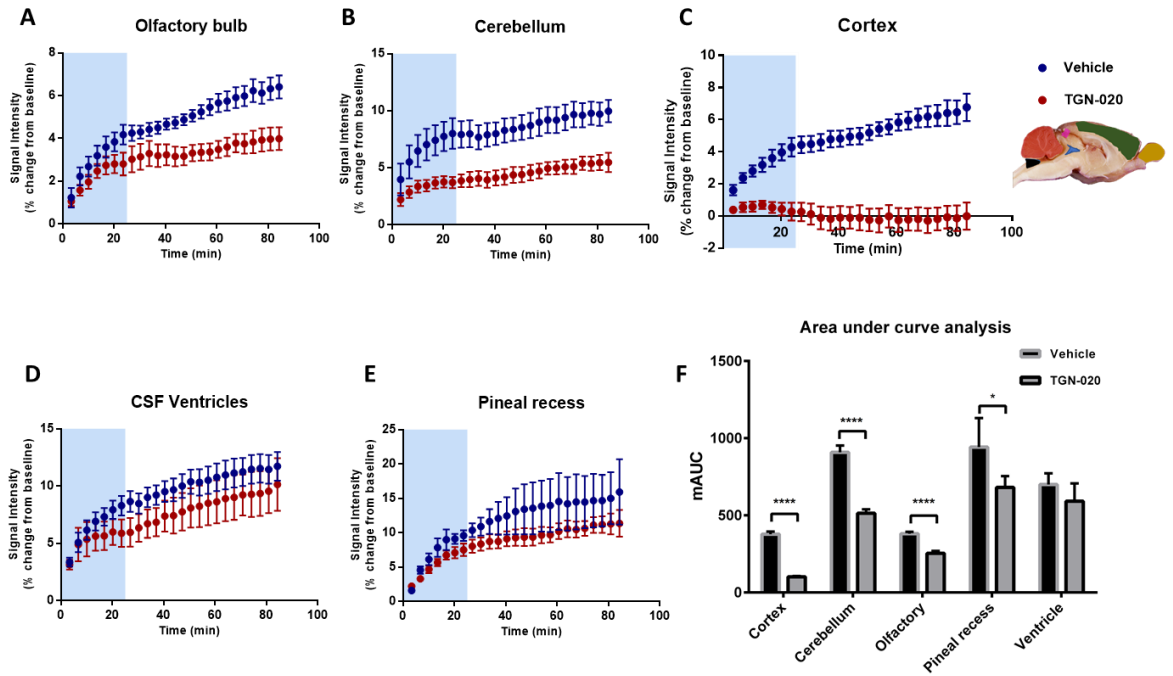 A
Olfactory bulb
Signal Intensity
(% change from baseline)
8
6
4
2
0
0 20 40 60 80 100
Time (min)
B
Cerebellum
Signal Intensity
(% change from baseline)
15
10
5
0
0 20 40 60 80 100
Time (min)
C
Cortex
Signal Intensity
(% change from baseline)
10
8
6
4
2
0
-2
20 40 60 80 100
Time (min)
Vehicle
TGN-020
D
CSF Ventricles
Signal Intensity
(% change from baseline)
15
10
5
0
0 20 40 60 80 100
Time (min)
E
Pineal recess
Signal Intensity
(% change from baseline)
25
20
15
10
5
0
0 20 40 60 80 100
Time (min)
F
Area under curve analysis
Vehicle
TGN-020
mAUC
1500
1000
500
0
****
****
****
*
Cortex
Cerebellum
Olfactory
Pineal recess
Ventricle